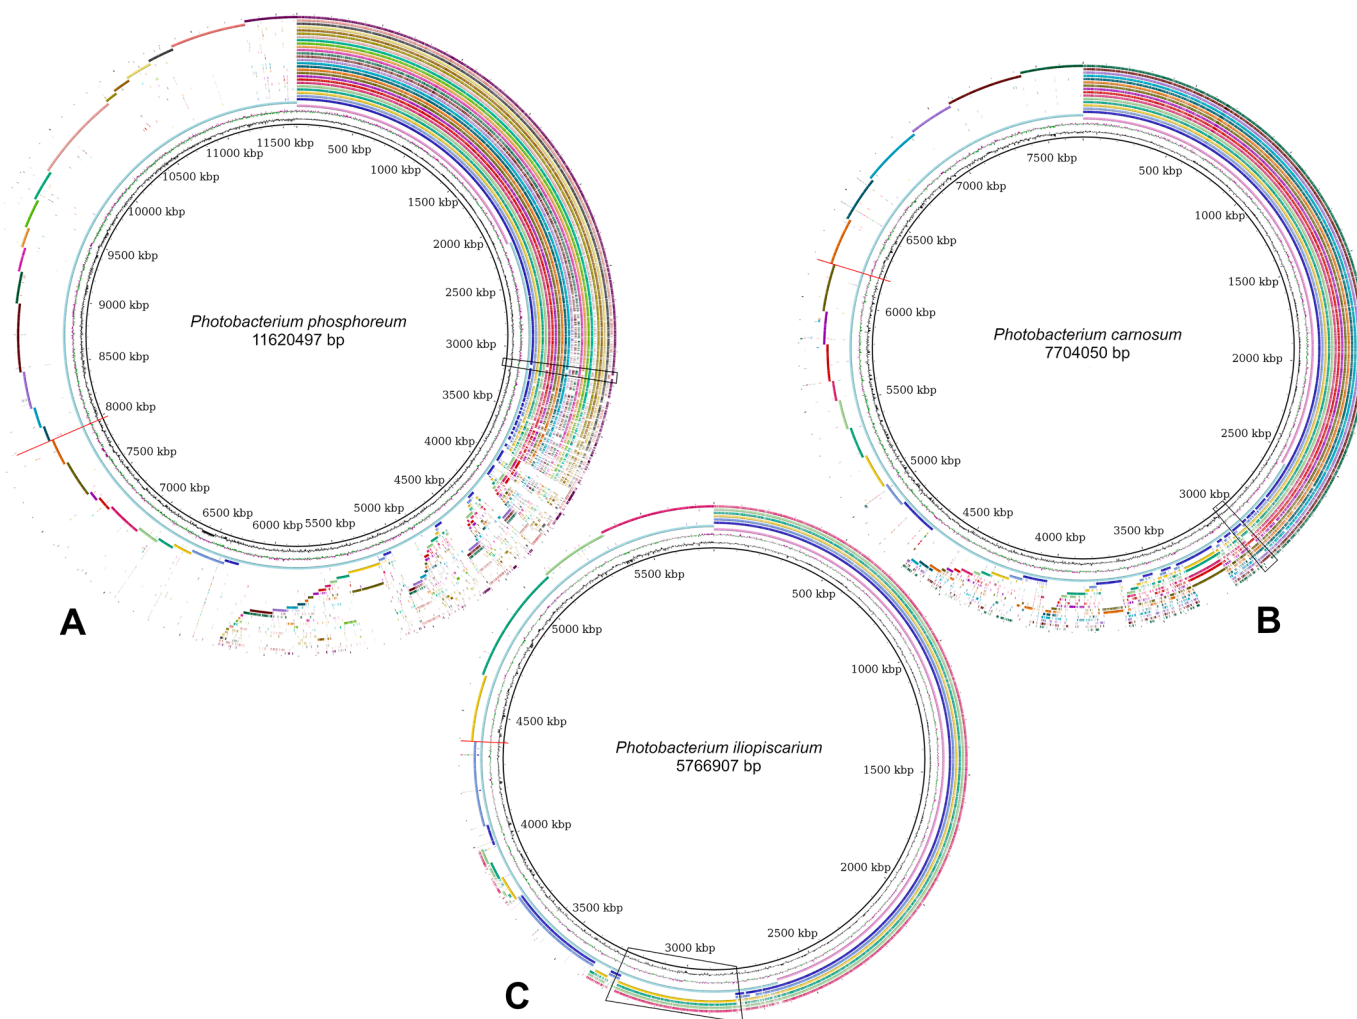 Photobacterium phosphoreum
11620497 bp
500 kbp
1000 kbp
1500 kbp
2000 kbp
2500 kbp
3000 kbp
3500 kbp
4000 kbp
4500 kbp
5000 kbp
5500 kbp
6000 kbp
6500 kbp
7000 kbp
7500 kbp
8000 kbp
8500 kbp
9000 kbp
9500 kbp
10000 kbp
10500 kbp
11000 kbp
11500 kbp
A
Photobacterium carnosum
7704050 bp
500 kbp
1000 kbp
1500 kbp
2000 kbp
2500 kbp
3000 kbp
3500 kbp
4000 kbp
4500 kbp
5000 kbp
5500 kbp
6000 kbp
6500 kbp
7000 kbp
7500 kbp
B
Photobacterium iliopiscarium
5766907 bp
500 kbp
1000 kbp
1500 kbp
2000 kbp
2500 kbp
3000 kbp
3500 kbp
4000 kbp
4500 kbp
5000 kbp
5500 kbp
C